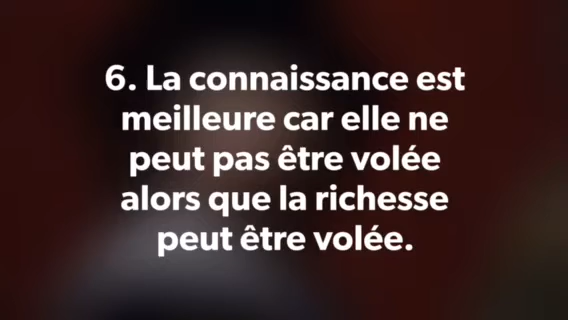 6. La connaissance est
meilleure car elle ne
peut pas être volée
alors que la richesse
peut être volée.